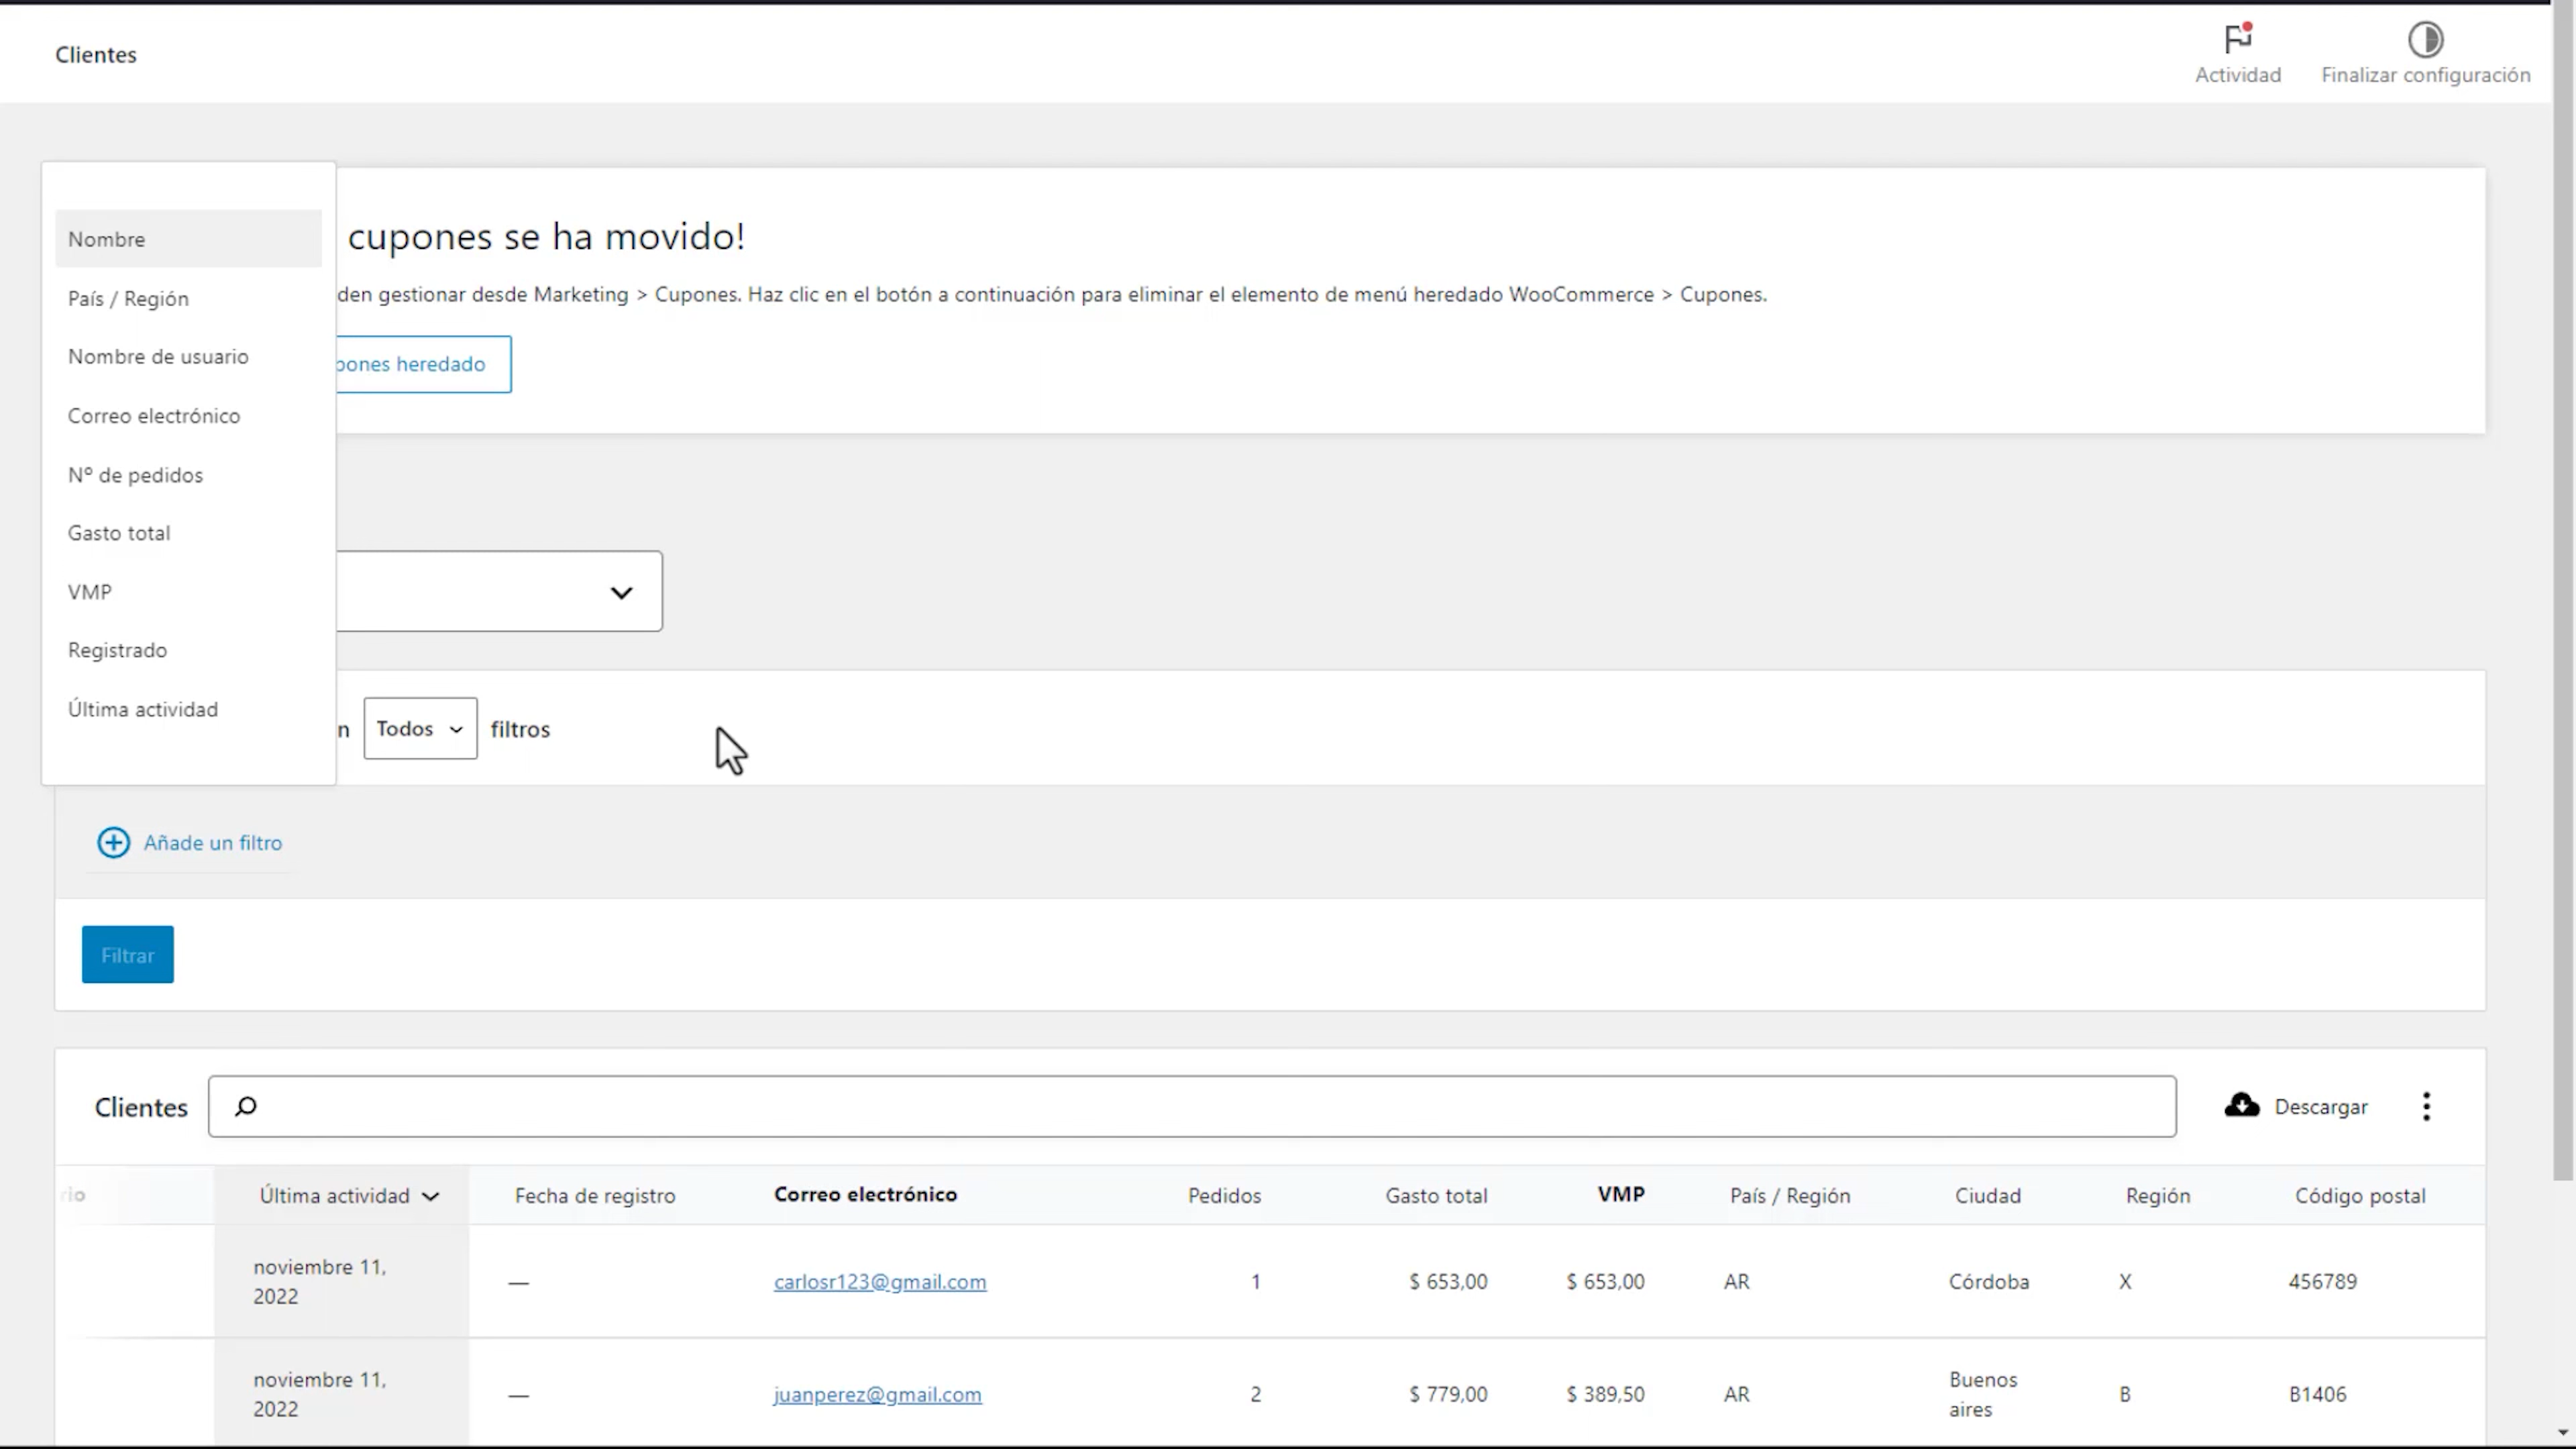 Clientes
Actividad
Finalizar configuración
Nombre
País / Región
Nombre de usuario
Correo electrónico
Nº de pedidos
Gasto total
VMP
Registrado
Última actividad
cupones se ha movido!
den gestionar desde Marketing > Cupones. Haz clic en el botón a continuación para eliminar el elemento de menú heredado WooCommerce > Cupones.
pones heredado
n Todos filtros
Añade un filtro
Filtrar
Clientes
Descargar
rio Última actividad Fecha de registro Correo electrónico Pedidos Gasto total VMP País / Región Ciudad Región Código postal
noviembre 11,
2022
— carlosr123@gmail.com 1 $ 653,00 $ 653,00 AR Córdoba X 456789
noviembre 11,
2022
— juanperez@gmail.com 2 $ 779,00 $ 389,50 AR
Buenos
aires
B B1406